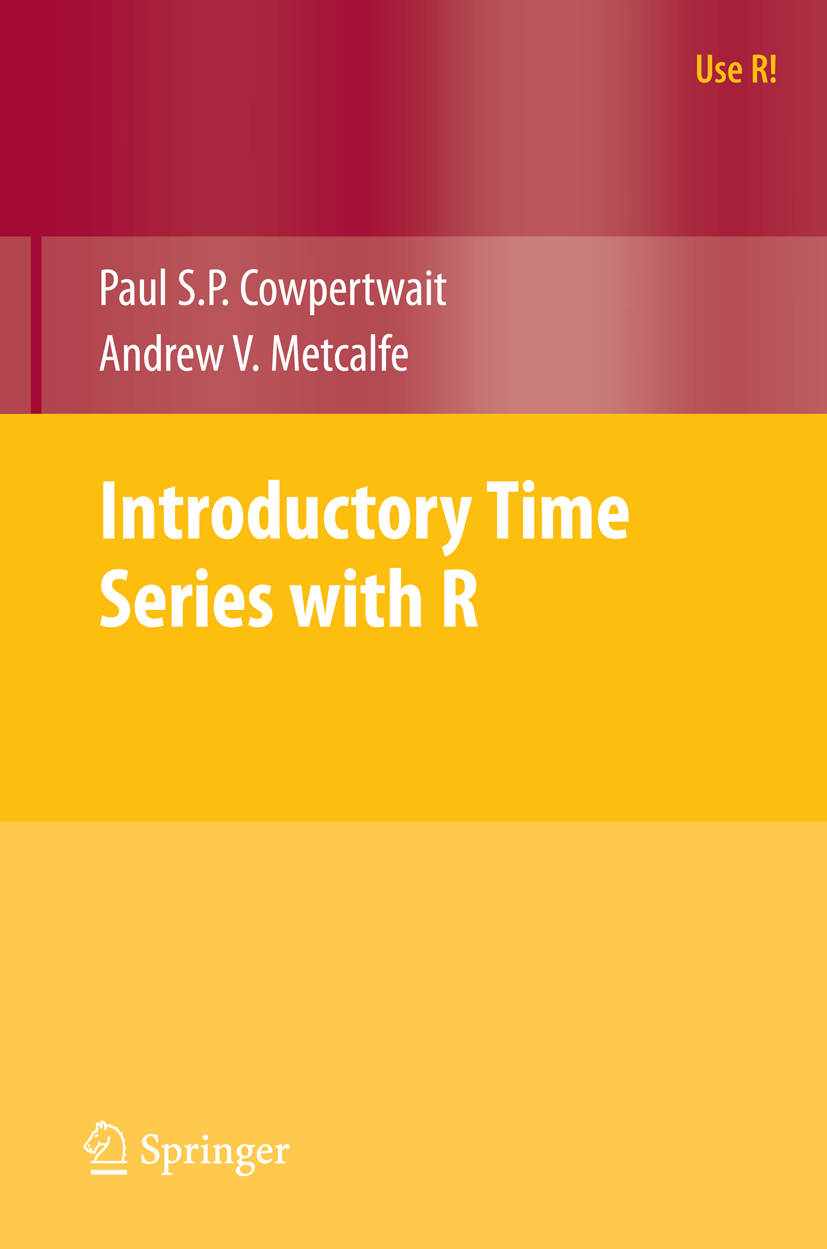 Use R!
Paul S.P. Cowpertwait
Andrew V. Metcalfe
Introductory Time
Series with R
Springer